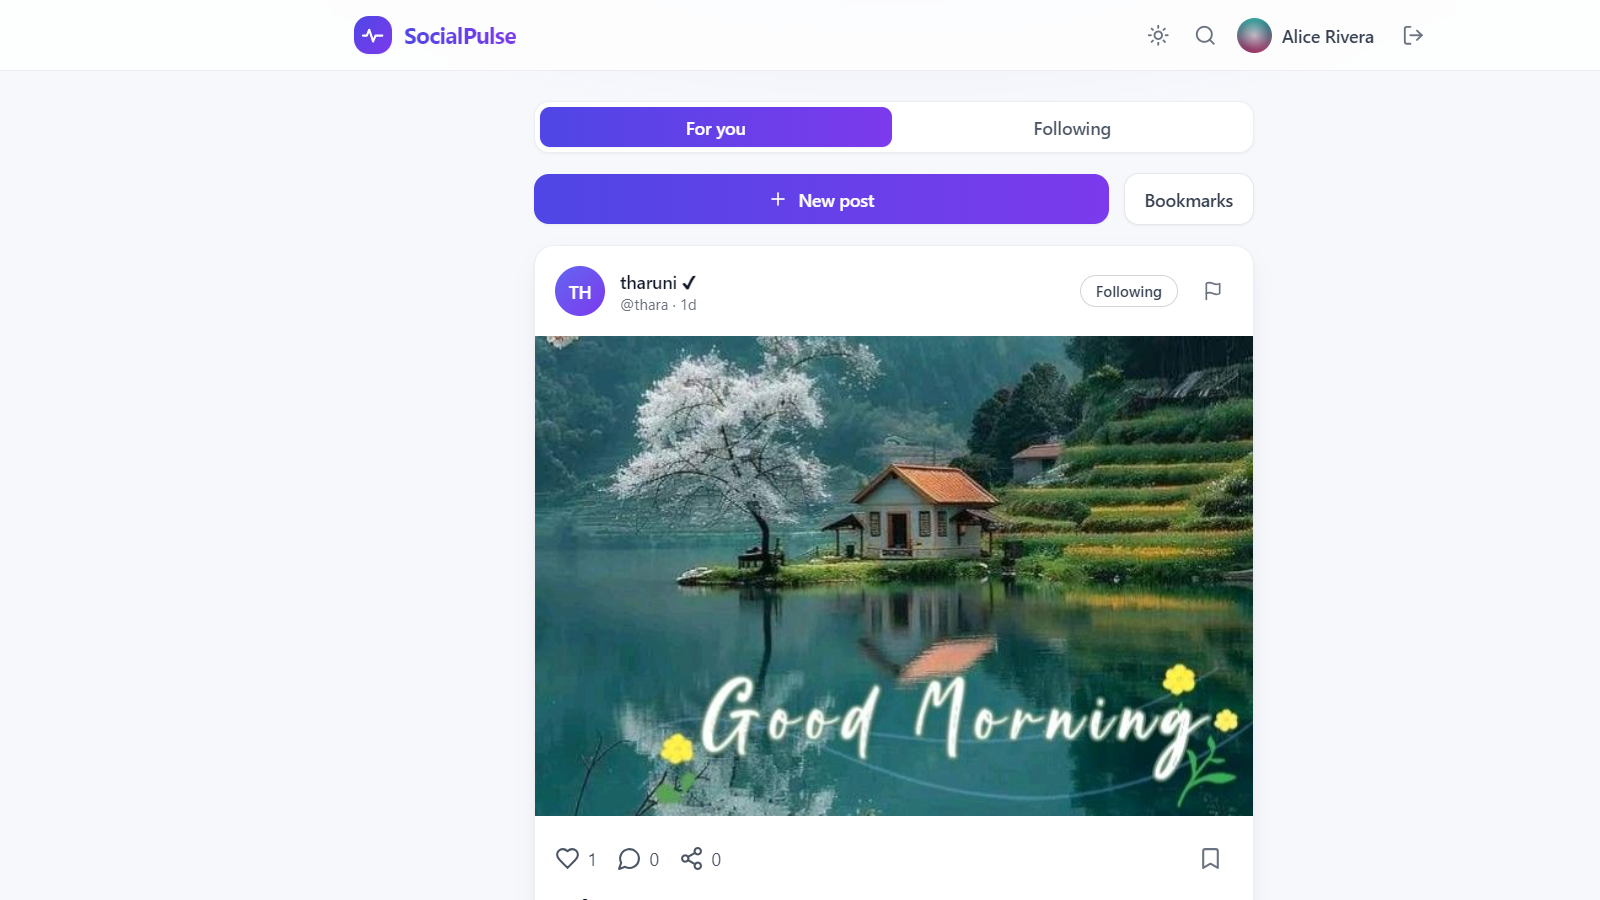 SocialPulse
Alice Rivera
For you
Following
New post
Bookmarks
TH
tharuni ✔
@thara · 1d
Following
Good Morning
1
0
0